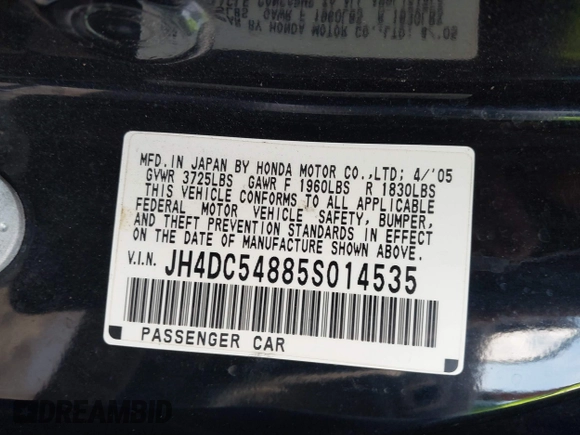 MFD.IN JAPAN BY HONDA MOTOR CO.,LTD; 4/'05
GVWR 3725LBS GAWR F 1960LBS R 1830LBS
THIS VEHICLE CONFORMS TO ALL APPLICABLE
FEDERAL MOTOR VEHICLE SAFETY, BUMPER,
AND THEFT PREVENTION STANDARDS IN EFFECT
ON THE DATE OF MANUFACTURE SHOWN ABOVE.
V.I.N. JH4DC54885S014535
PASSENGER CAR
DREAMBID